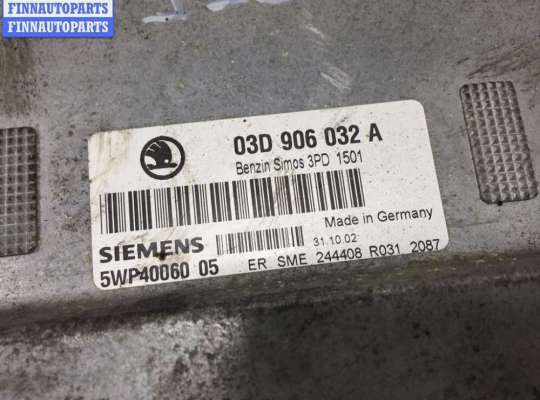 FINNAUTOPARTS
FINNAUTOPARTS
03D 906 032 A
Benzin Simos 3PD 1501
Made in Germany
SIEMENS 31.10.02
5WP40060 05 ER SME 244408 R031 2087